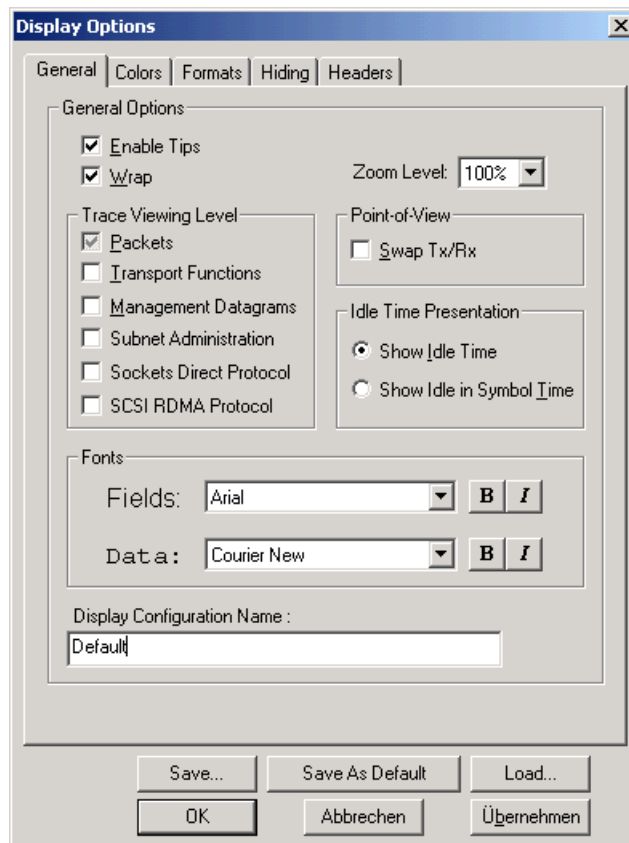 Display Options
General Colors Formats Hiding Headers
General Options
Enable Tips
Wrap
Zoom Level: 100%
Trace Viewing Level
Packets
Transport Functions
Management Datagrams
Subnet Administration
Sockets Direct Protocol
SCSI RDMA Protocol
Point-of-View
Swap Tx/Rx
Idle Time Presentation
Show Idle Time
Show Idle in Symbol Time
Fonts
Fields: Arial B I
Data: Courier New B I
Display Configuration Name :
Default
Save... Save As Default Load...
OK Abbrechen Übernehmen